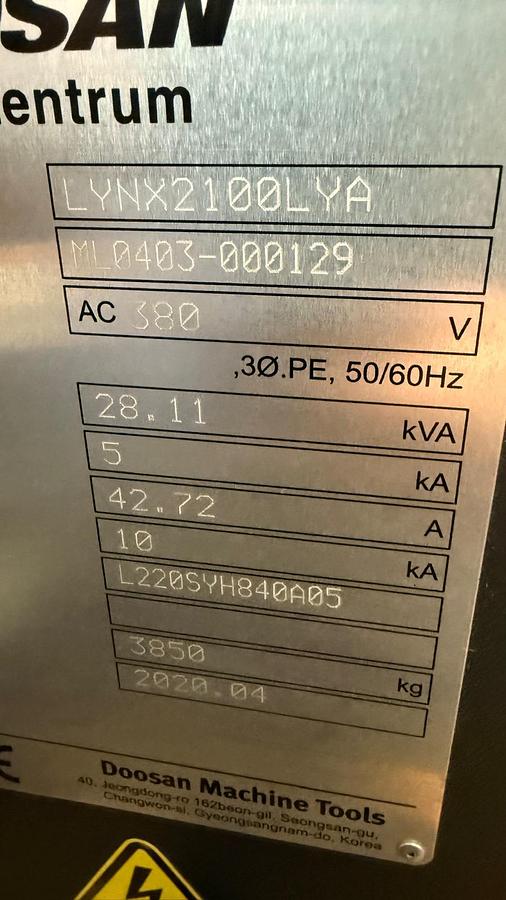 OSAN
entrum
LYNX2100LYA
ML0403-000129
AC 380 V
,3Ø.PE, 50/60Hz
28.11 kVA
5 kA
42.72 A
10 kA
L220SYH840A05
3850 kg
2020.04
CE
Doosan Machine Tools
40, Jeongdong-ro 162beon-gil, Seongsan-gu,
Changwon-si, Gyeongsangnam-do, Korea